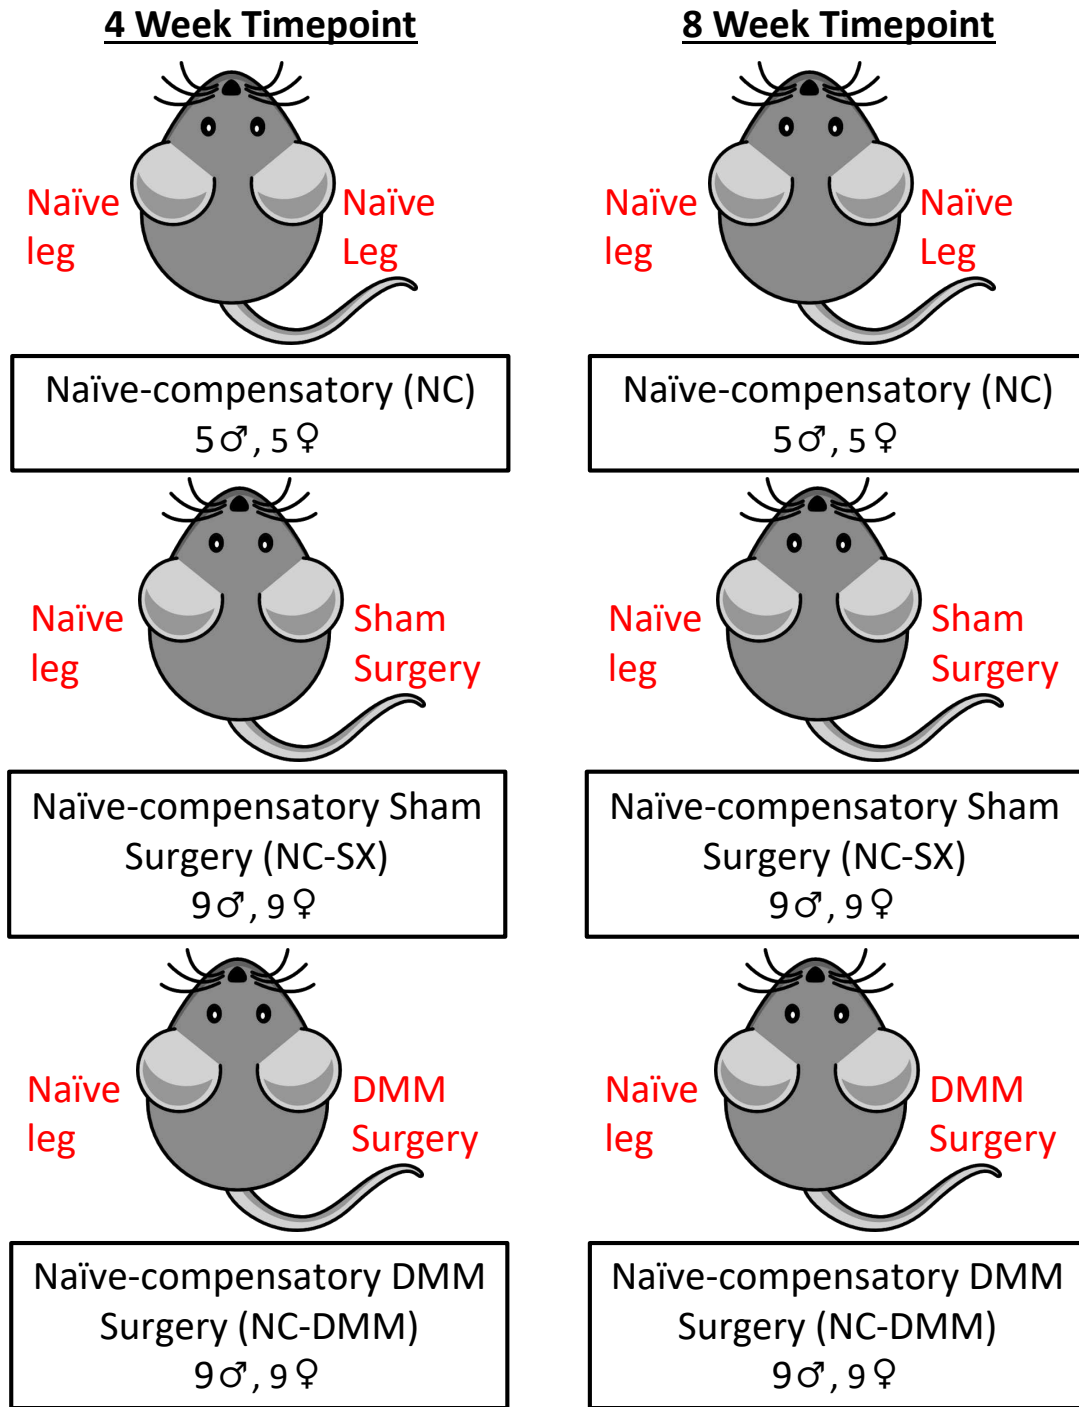 4 Week Timepoint
8 Week Timepoint
Naïve
leg
Naïve
Leg
Naïve
leg
Naïve
Leg
Naïve-compensatory (NC)
5♂, 5♀
Naïve-compensatory (NC)
5♂, 5♀
Naïve
leg
Sham
Surgery
Naïve
leg
Sham
Surgery
Naïve-compensatory Sham
Surgery (NC-SX)
9♂, 9♀
Naïve-compensatory Sham
Surgery (NC-SX)
9♂, 9♀
Naïve
leg
DMM
Surgery
Naïve
leg
DMM
Surgery
Naïve-compensatory DMM
Surgery (NC-DMM)
9♂, 9♀
Naïve-compensatory DMM
Surgery (NC-DMM)
9♂, 9♀